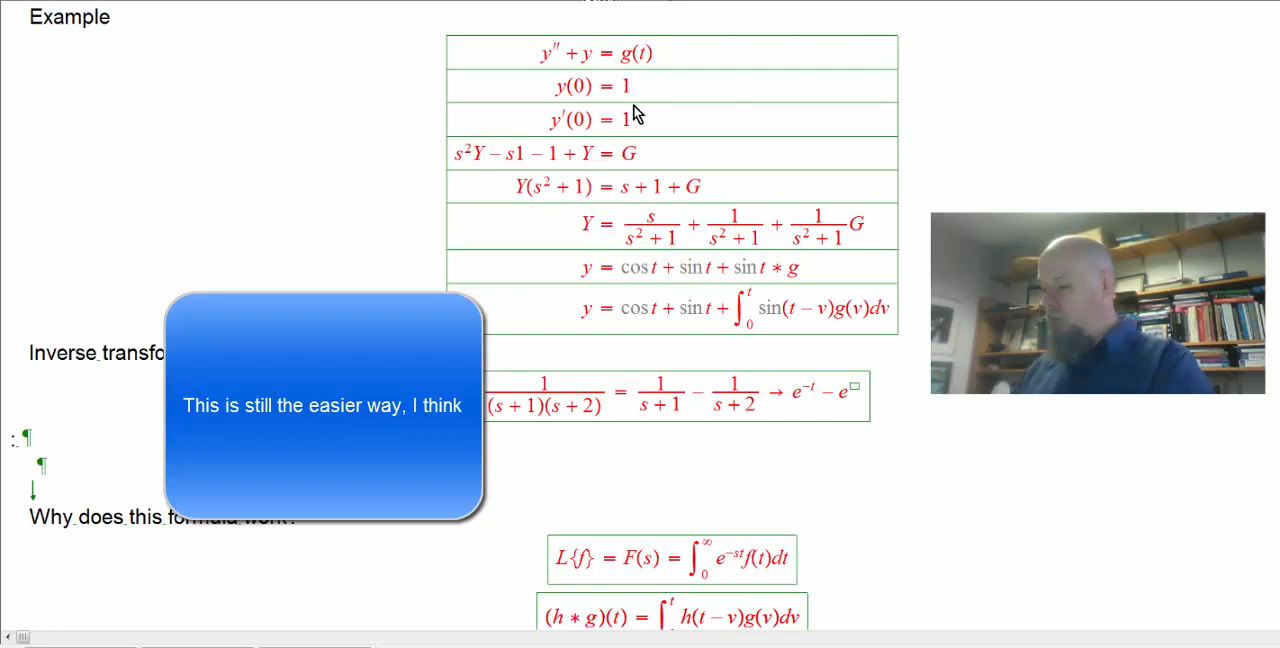 Example
y″ + y = g(t)
y(0) = 1
y′(0) = 1
s²Y – s1 – 1 + Y = G
Y(s² + 1) = s + 1 + G
Y = s/(s² + 1) + 1/(s² + 1) + 1/(s² + 1) G
y = cos t + sin t + sin t * g
y = cos t + sin t + ∫₀ᵗ sin(t – v)g(v)dv
Inverse transfo
1/((s + 1)(s + 2)) = 1/(s + 1) – 1/(s + 2) → e⁻ᵗ – e^□
This is still the easier way, I think
: ¶
¶
↓
Why does this formula work?
L{f} = F(s) = ∫₀^∞ e⁻ˢᵗf(t)dt
(h * g)(t) = ∫ᵗ h(t – v)g(v)dv